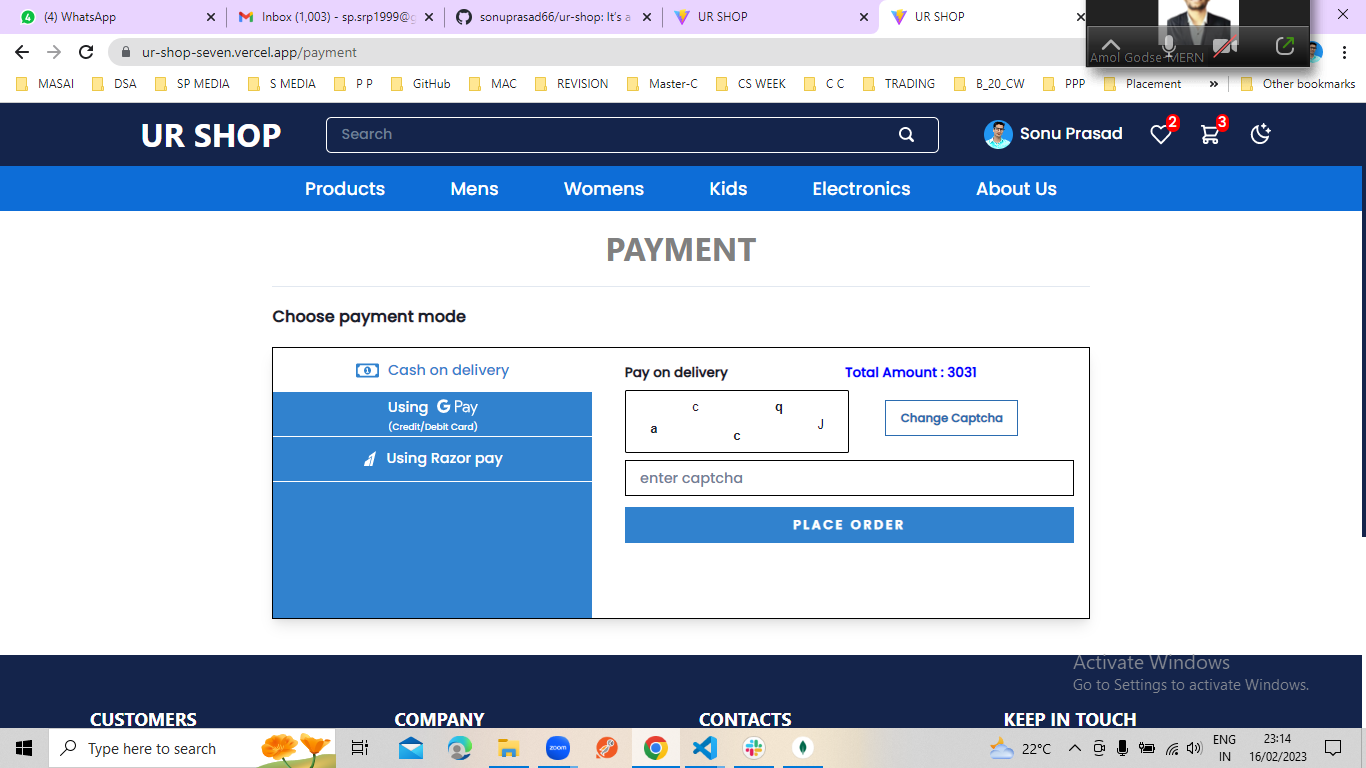 (4) WhatsApp
Inbox (1,003) - sp.srp1999@g
sonuprasad66/ur-shop: It's a
UR SHOP
UR SHOP
ur-shop-seven.vercel.app/payment
Amol Godse-MERN
MASAI
DSA
SP MEDIA
S MEDIA
P P
GitHub
MAC
REVISION
Master-C
CS WEEK
C C
TRADING
B_20_CW
PPP
Placement
»
Other bookmarks
UR SHOP
Search
Sonu Prasad
2
3
Products
Mens
Womens
Kids
Electronics
About Us
PAYMENT
Choose payment mode
Cash on delivery
Using G Pay
(Credit/Debit Card)
Using Razor pay
Pay on delivery
Total Amount : 3031
a c c q J
Change Captcha
enter captcha
PLACE ORDER
Activate Windows
Go to Settings to activate Windows.
CUSTOMERS
COMPANY
CONTACTS
KEEP IN TOUCH
Type here to search
zoom
22°C
ENG
IN
23:14
16/02/2023